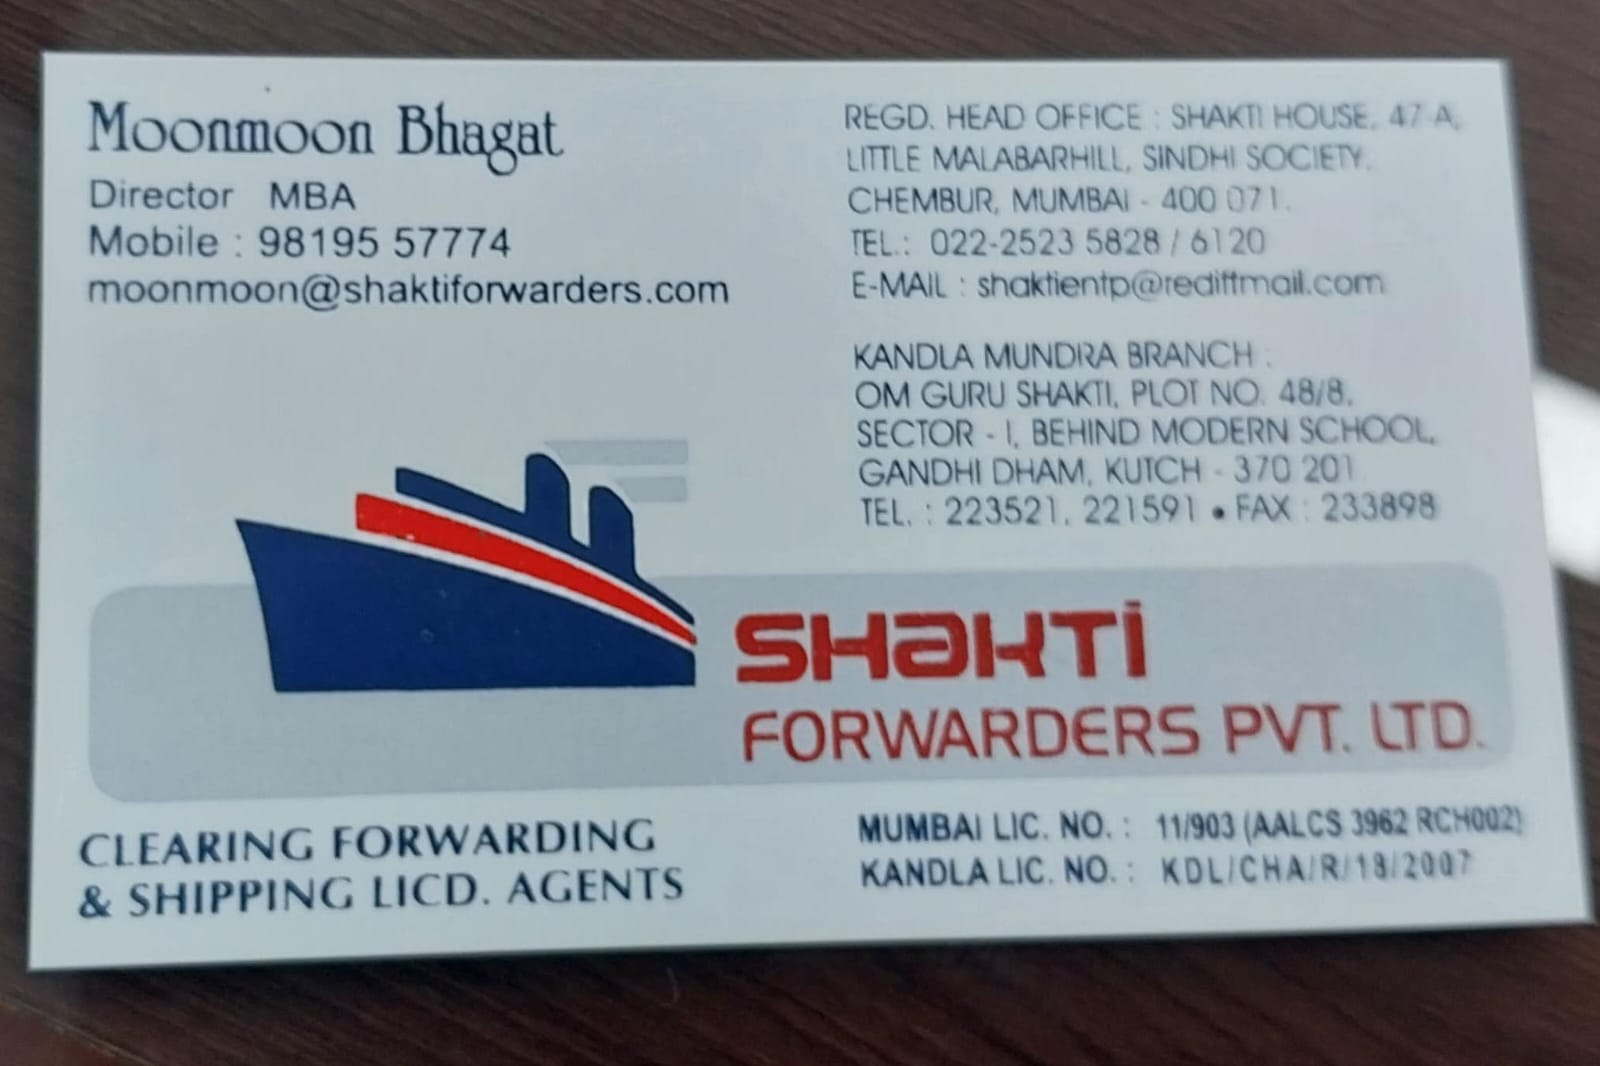 Moonmoon Bhagat
Director MBA
Mobile : 98195 57774
moonmoon@shaktiforwarders.com
REGD. HEAD OFFICE : SHAKTI HOUSE, 47-A,
LITTLE MALABARHILL, SINDHI SOCIETY,
CHEMBUR, MUMBAI - 400 071.
TEL.: 022-2523 5828 / 6120
E-MAIL : shaktientp@rediffmail.com
KANDLA MUNDRA BRANCH :
OM GURU SHAKTI, PLOT NO. 48/8,
SECTOR - I, BEHIND MODERN SCHOOL,
GANDHI DHAM, KUTCH - 370 201.
TEL. : 223521, 221591 • FAX : 233898
SHAKTI
FORWARDERS PVT. LTD.
CLEARING FORWARDING
& SHIPPING LICD. AGENTS
MUMBAI LIC. NO. : 11/903 (AALCS 3962 RCH002)
KANDLA LIC. NO. : KDL/CHA/R/18/2007